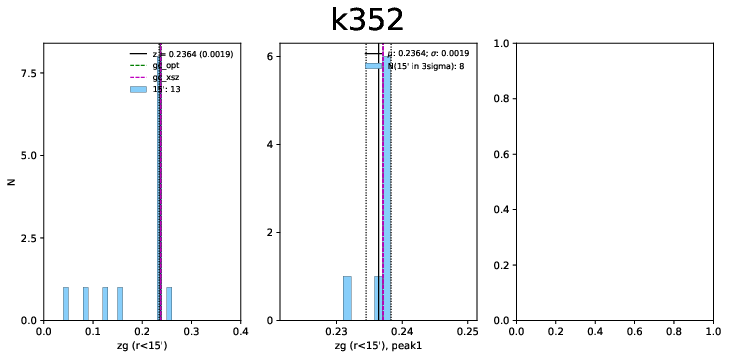 k352
z = 0.2364 (0.0019)
gc_opt
gc_xsz
15': 13
μ: 0.2364; σ: 0.0019
N(15' in 3sigma): 8
N
7.5
5.0
2.5
0.0
0.0 0.1 0.2 0.3 0.4
zg (r<15')
6
4
2
0
0.23 0.24 0.25
zg (r<15'), peak1
1.0
0.8
0.6
0.4
0.2
0.0
0.0 0.2 0.4 0.6 0.8 1.0